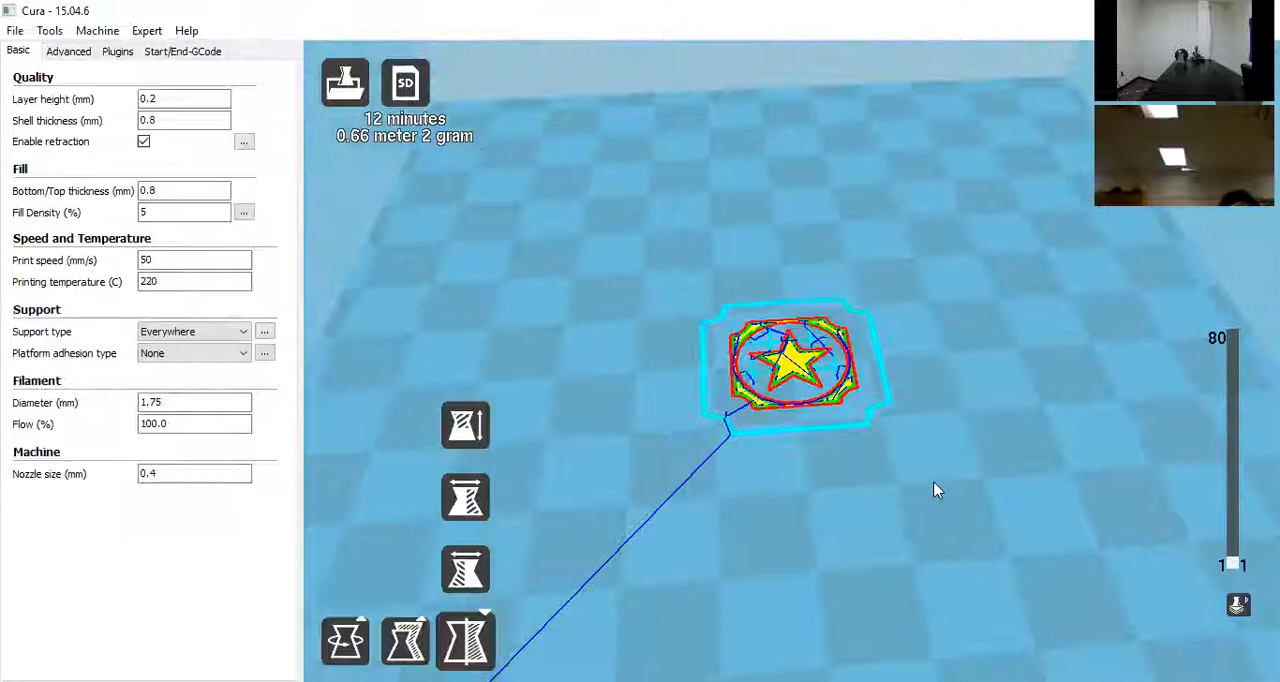 Cura - 15.04.6
File Tools Machine Expert Help
Basic Advanced Plugins Start/End-GCode
Quality
Layer height (mm) 0.2
Shell thickness (mm) 0.8
Enable retraction ...
Fill
Bottom/Top thickness (mm) 0.8
Fill Density (%) 5 ...
Speed and Temperature
Print speed (mm/s) 50
Printing temperature (C) 220
Support
Support type Everywhere ...
Platform adhesion type None ...
Filament
Diameter (mm) 1.75
Flow (%) 100.0
Machine
Nozzle size (mm) 0.4
SD
12 minutes
0.66 meter 2 gram
80
1 1